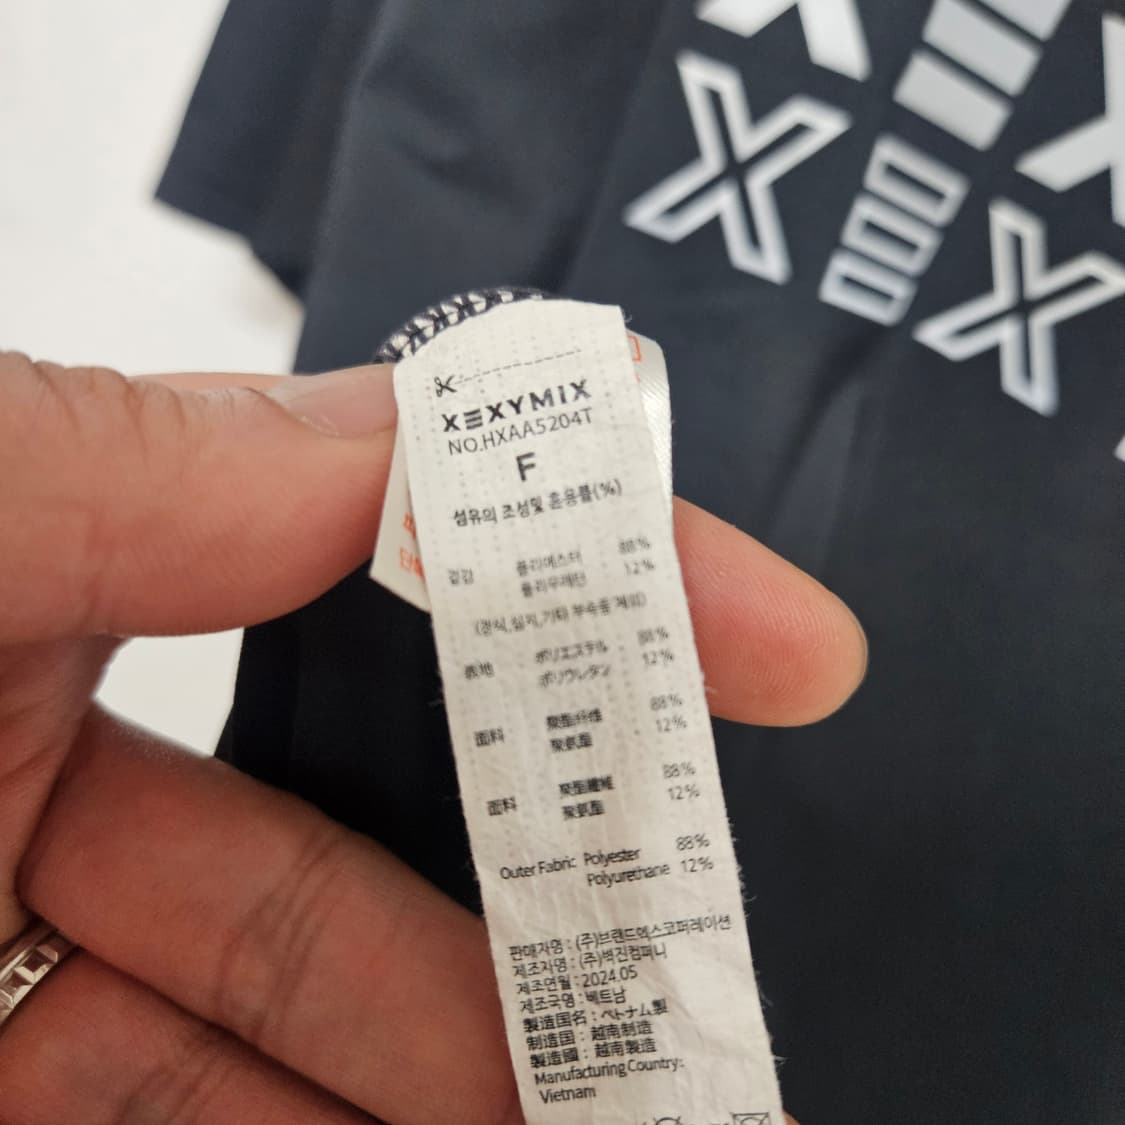 XEXYMIX
NO.HXAA5204T
F
섬유의 조성및 혼용률(%)
겉감 폴리에스터 88%
폴리우레탄 12%
(장식,심지,기타 부속품 제외)
表地 ポリエステル 88%
ポリウレタン 12%
面料 聚酯纤维 88%
聚氨酯 12%
面料 聚酯纖維 88%
聚氨酯 12%
Outer Fabric Polyester 88%
Polyurethane 12%
판매자명 : (주)브랜드엑스코퍼레이션
제조자명 : (주)벽진컴퍼니
제조연월 : 2024.05
제조국명 : 베트남
製造国名 : ベトナム製
制造国 : 越南制造
製造國 : 越南製造
Manufacturing Country:
Vietnam